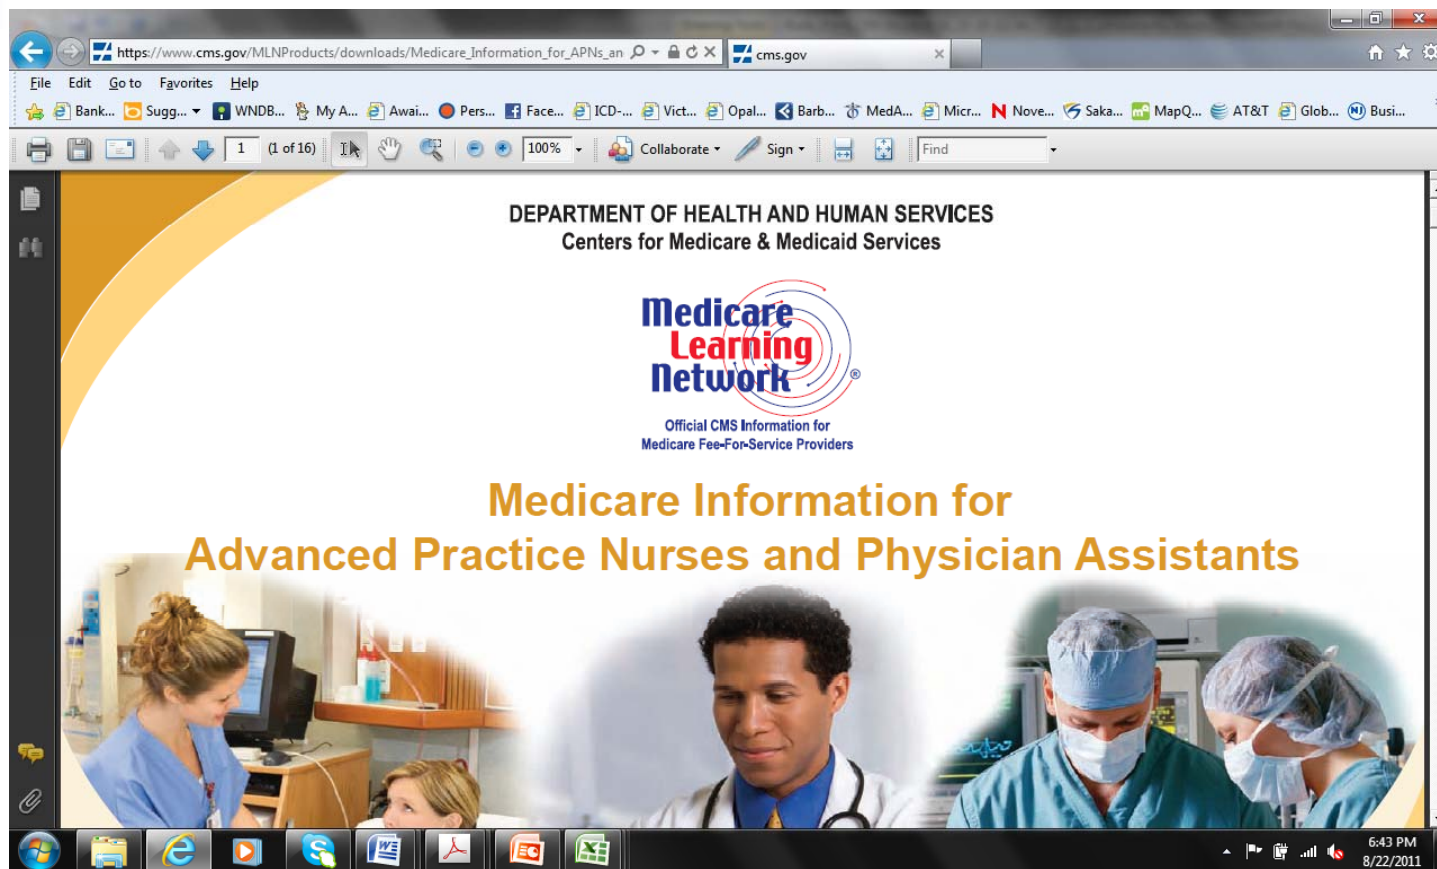 https://www.cms.gov/MLNProducts/downloads/Medicare_Information_for_APNs_an
cms.gov
File Edit Go to Favorites Help
Bank... Sugg... WNDB... My A... Awai... Pers... Face... ICD-... Vict... Opal... Barb... MedA... Micr... Nove... Saka... MapQ... AT&T Glob... Busi...
1 (1 of 16) 100% Collaborate Sign Find
DEPARTMENT OF HEALTH AND HUMAN SERVICES
Centers for Medicare & Medicaid Services
Medicare
Learning
Network®
Official CMS Information for
Medicare Fee-For-Service Providers
Medicare Information for
Advanced Practice Nurses and Physician Assistants
6:43 PM
8/22/2011